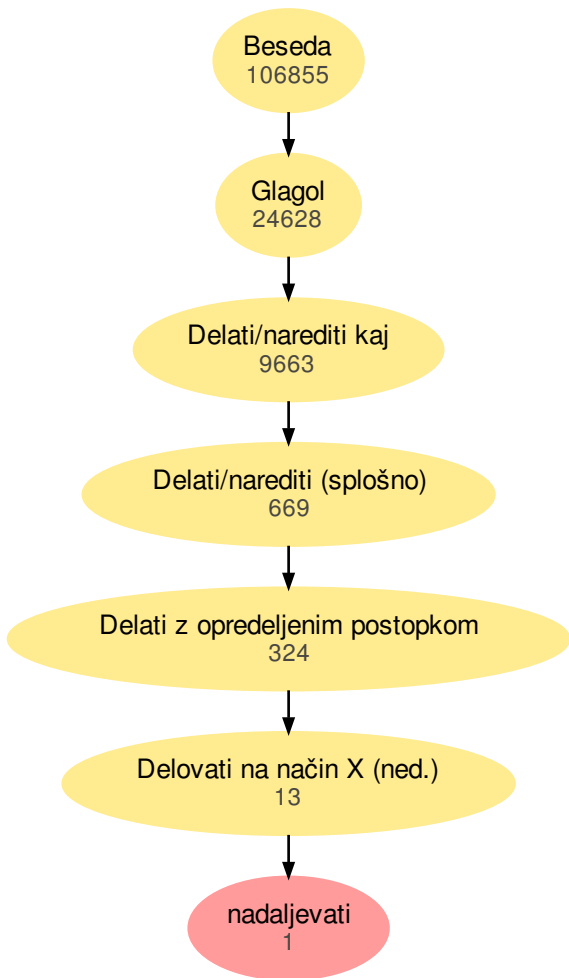 Beseda
106855
Glagol
24628
Delati/narediti kaj
9663
Delati/narediti (splošno)
669
Delati z opredeljenim postopkom
324
Delovati na način X (ned.)
13
nadaljevati
1